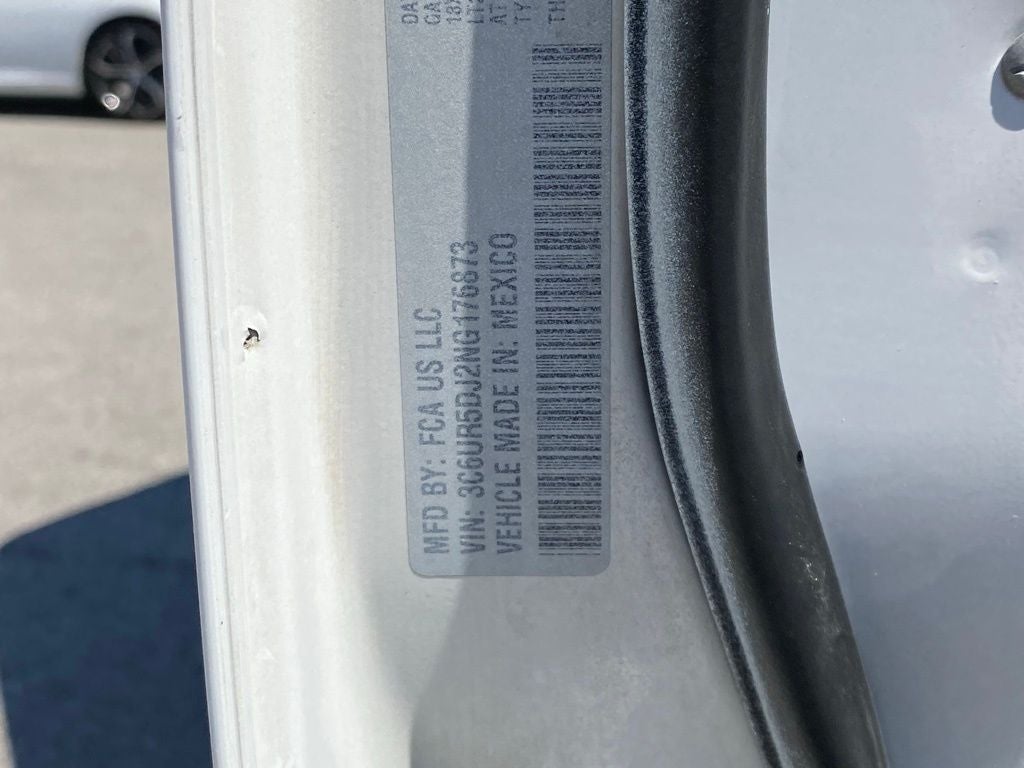 MFD BY: FCA US LLC
VIN: 3C6UR5DJ2NG176873
VEHICLE MADE IN: MEXICO